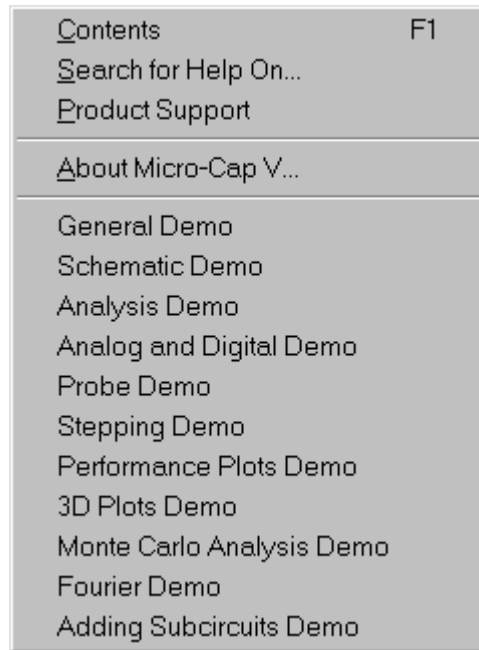 Contents F1
Search for Help On...
Product Support
About Micro-Cap V...
General Demo
Schematic Demo
Analysis Demo
Analog and Digital Demo
Probe Demo
Stepping Demo
Performance Plots Demo
3D Plots Demo
Monte Carlo Analysis Demo
Fourier Demo
Adding Subcircuits Demo